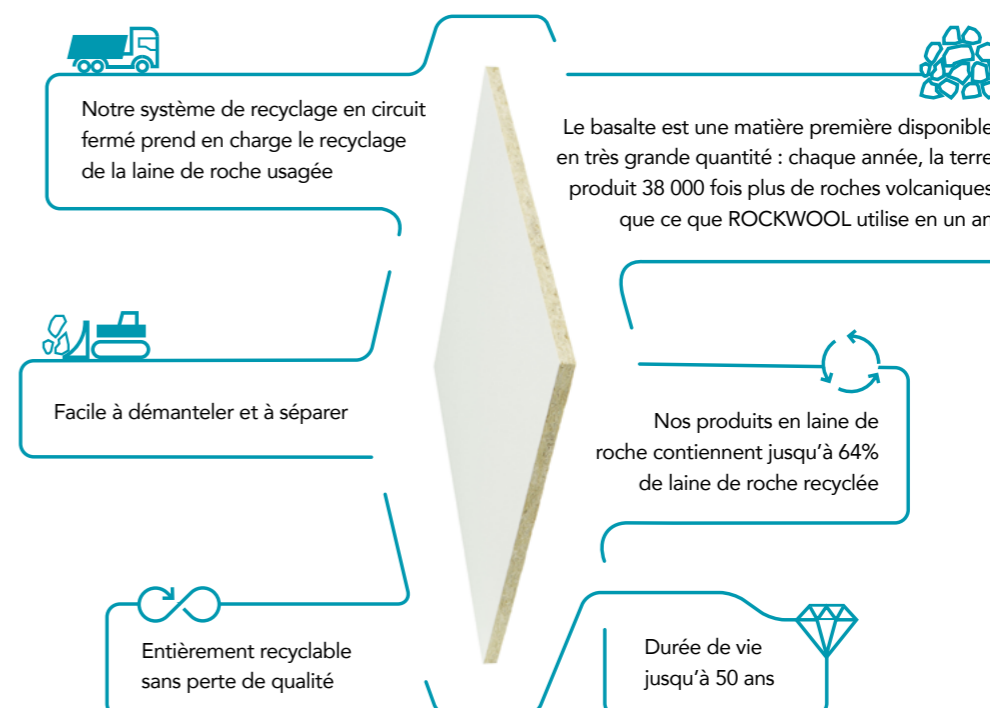 Notre système de recyclage en circuit
fermé prend en charge le recyclage
de la laine de roche usagée
Le basalte est une matière première disponible
en très grande quantité : chaque année, la terre
produit 38 000 fois plus de roches volcaniques
que ce que ROCKWOOL utilise en un an
Facile à démanteler et à séparer
Nos produits en laine de
roche contiennent jusqu’à 64%
de laine de roche recyclée
Entièrement recyclable
sans perte de qualité
Durée de vie
jusqu’à 50 ans